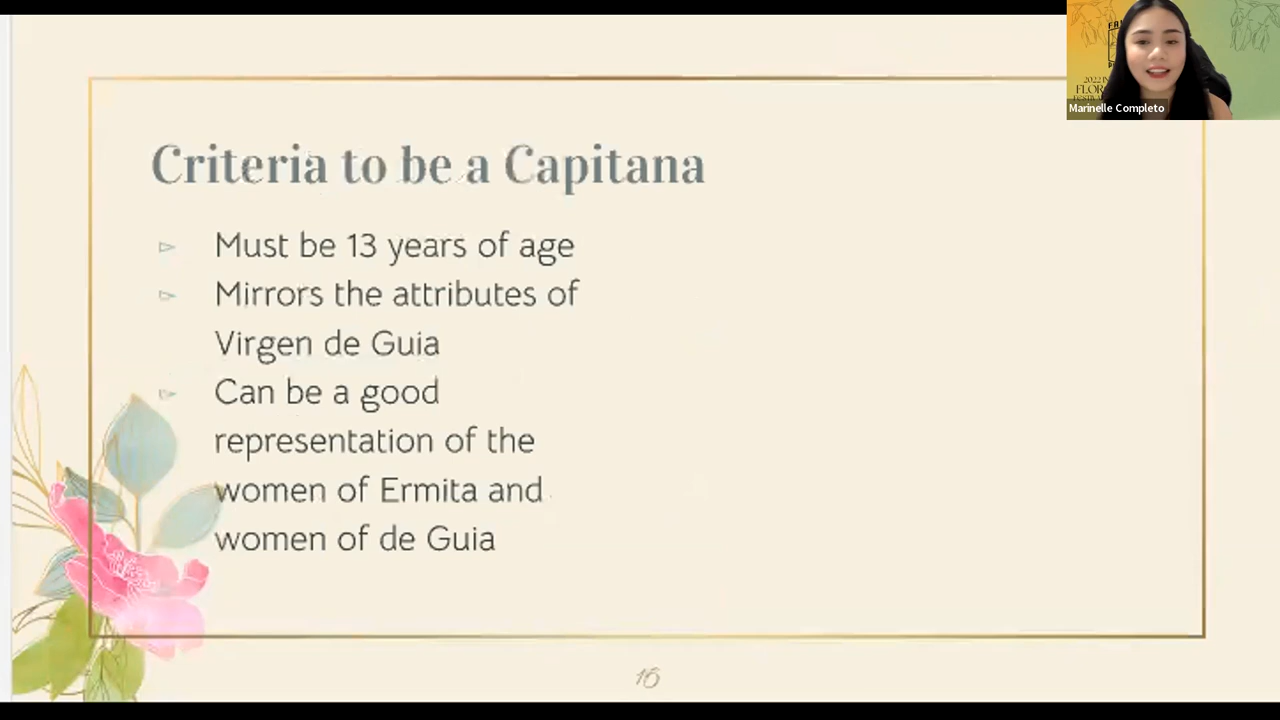 Marinelle Completo
Criteria to be a Capitana
Must be 13 years of age
Mirrors the attributes of
Virgen de Guia
Can be a good
representation of the
women of Ermita and
women of de Guia
16